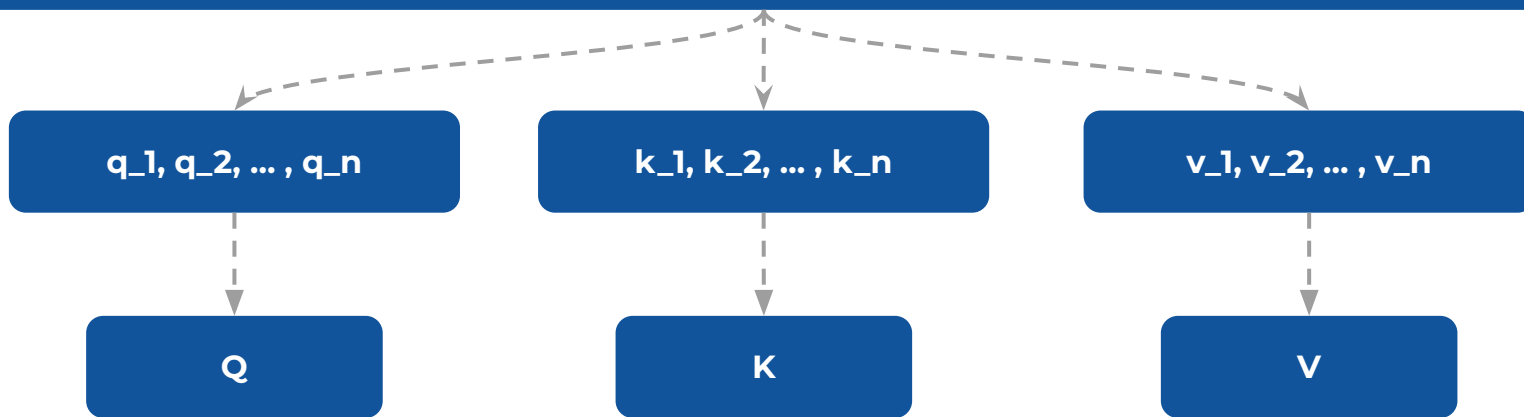 q_1, q_2, ... , q_n
k_1, k_2, ... , k_n
v_1, v_2, ... , v_n
Q
K
V